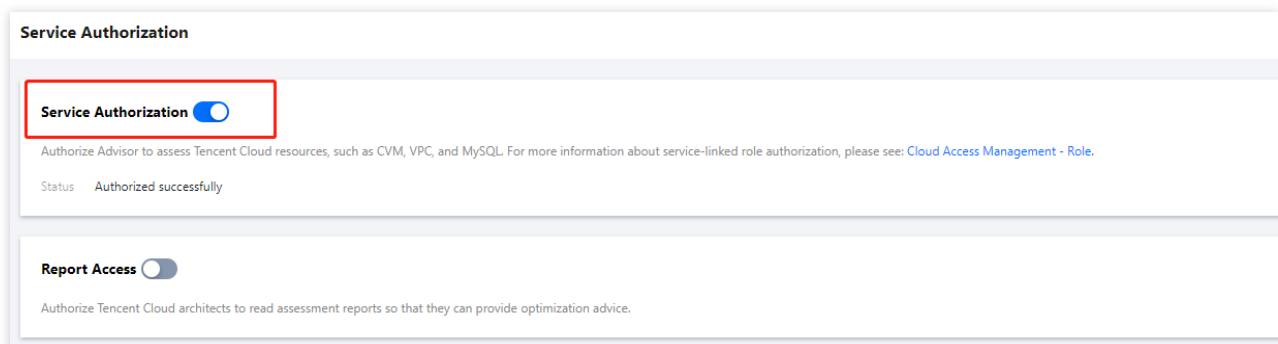 Service Authorization
Service Authorization
Authorize Advisor to assess Tencent Cloud resources, such as CVM, VPC, and MySQL. For more information about service-linked role authorization, please see: Cloud Access Management - Role.
Status Authorized successfully
Report Access
Authorize Tencent Cloud architects to read assessment reports so that they can provide optimization advice.